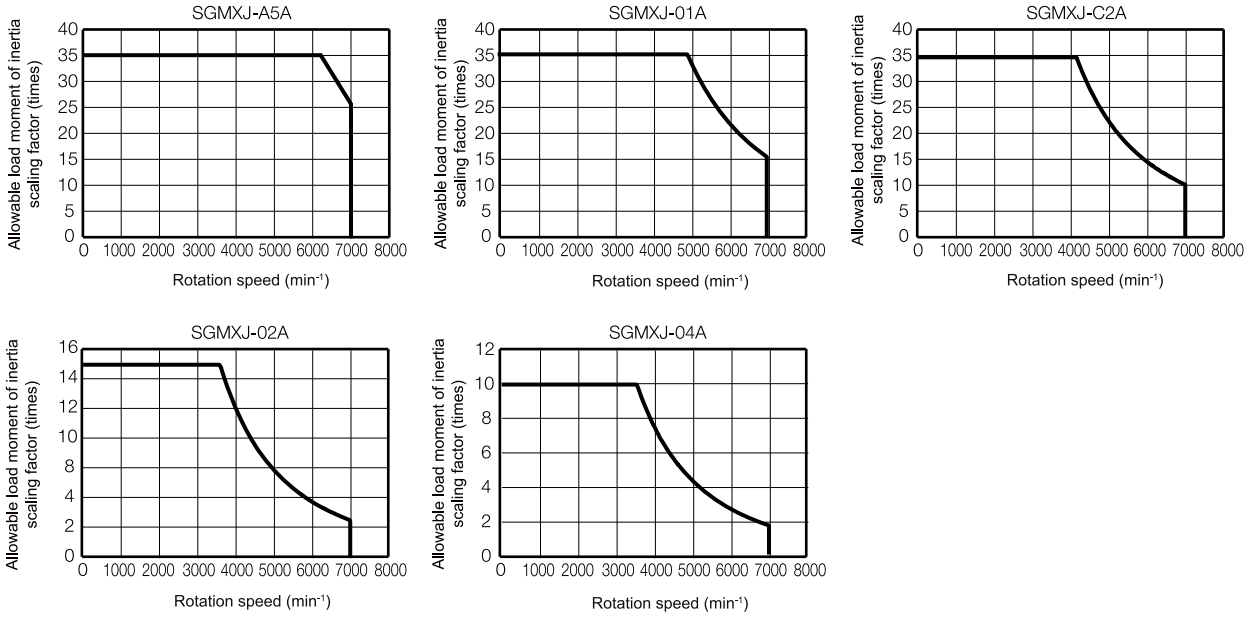 SGMXJ-A5A
Allowable load moment of inertia
scaling factor (times)
40
35
30
25
20
15
10
5
0
0 1000 2000 3000 4000 5000 6000 7000 8000
Rotation speed (min-1)
SGMXJ-01A
Allowable load moment of inertia
scaling factor (times)
40
35
30
25
20
15
10
5
0
0 1000 2000 3000 4000 5000 6000 7000 8000
Rotation speed (min-1)
SGMXJ-C2A
Allowable load moment of inertia
scaling factor (times)
40
35
30
25
20
15
10
5
0
0 1000 2000 3000 4000 5000 6000 7000 8000
Rotation speed (min-1)
SGMXJ-02A
Allowable load moment of inertia
scaling factor (times)
16
14
12
10
8
4
2
0
0 1000 2000 3000 4000 5000 6000 7000 8000
Rotation speed (min-1)
SGMXJ-04A
Allowable load moment of inertia
scaling factor (times)
12
10
8
6
4
2
0
0 1000 2000 3000 4000 5000 6000 7000 8000
Rotation speed (min-1)